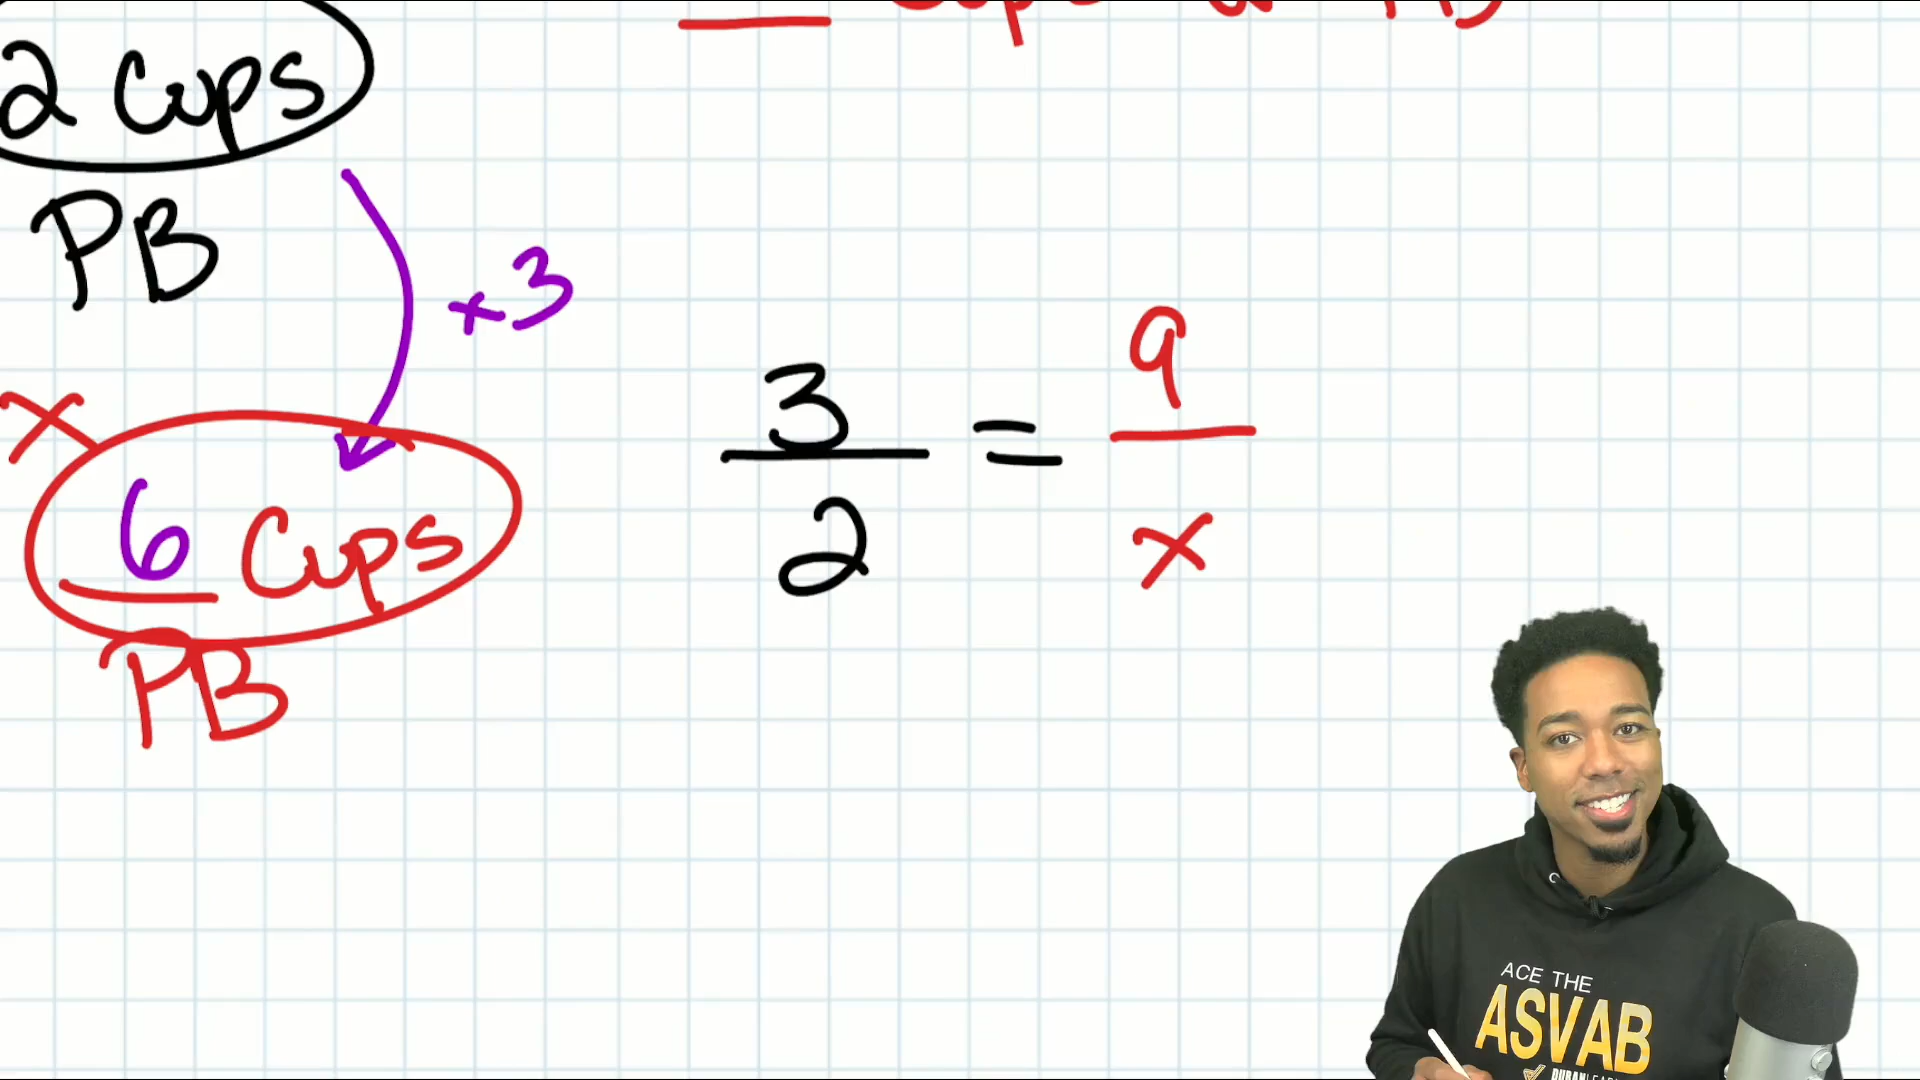 2 Cups
PB
×3
x
6 Cups
PB
3/2 = 9/x
ACE THE
ASVAB